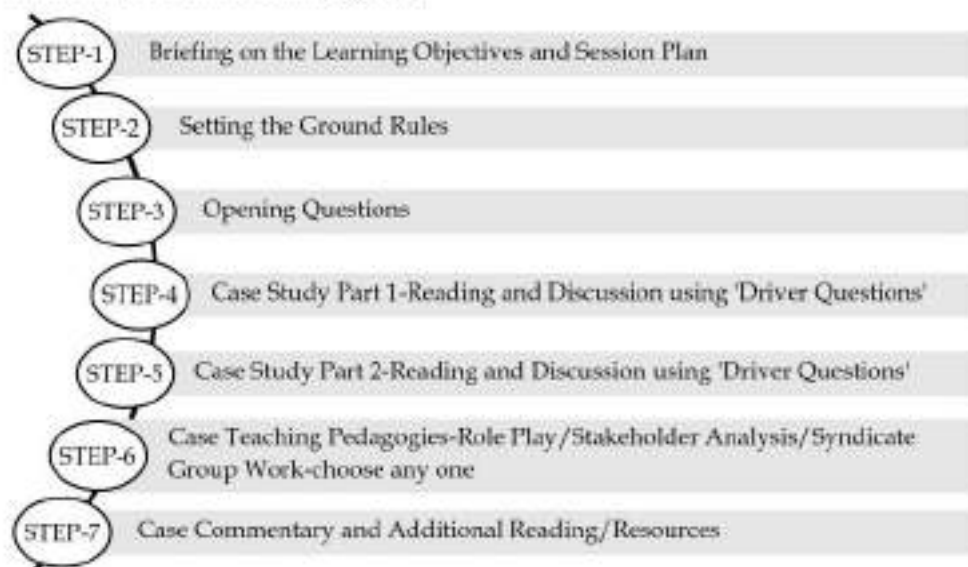 STEP-1 Briefing on the Learning Objectives and Session Plan
STEP-2 Setting the Ground Rules
STEP-3 Opening Questions
STEP-4 Case Study Part 1-Reading and Discussion using 'Driver Questions'
STEP-5 Case Study Part 2-Reading and Discussion using 'Driver Questions'
STEP-6 Case Teaching Pedagogies-Role Play/Stakeholder Analysis/Syndicate
Group Work-choose any one
STEP-7 Case Commentary and Additional Reading/Resources